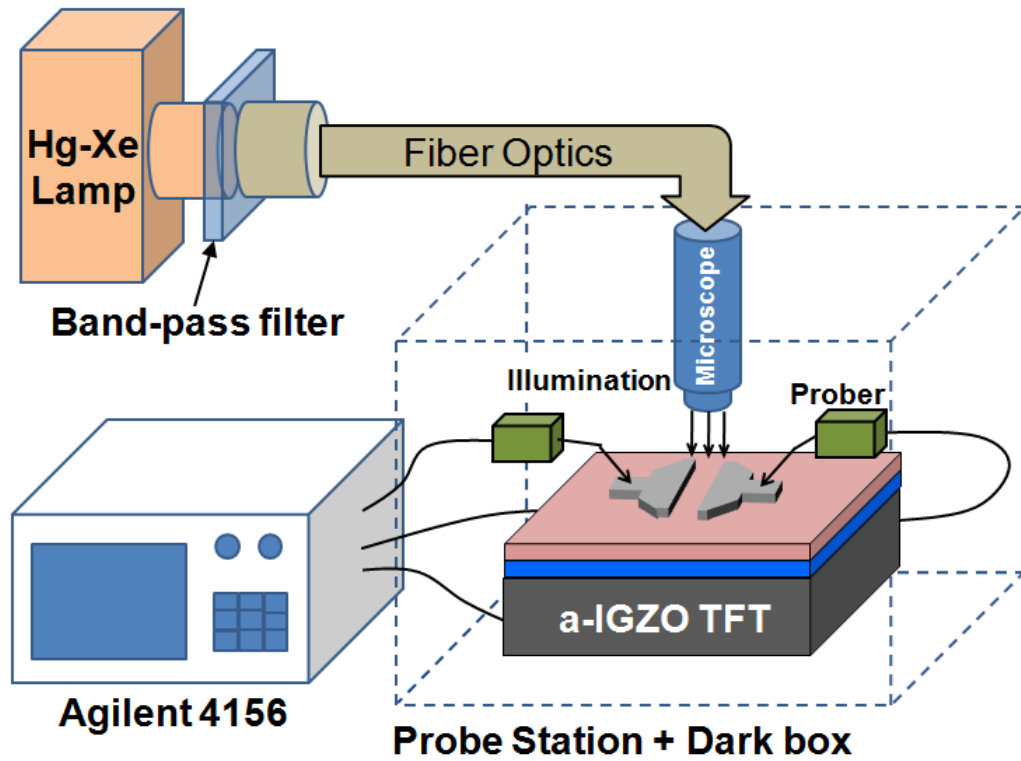 Hg-Xe
Lamp
Fiber Optics
Band-pass filter
Microscope
Illumination
Prober
a-IGZO TFT
Agilent 4156
Probe Station + Dark box